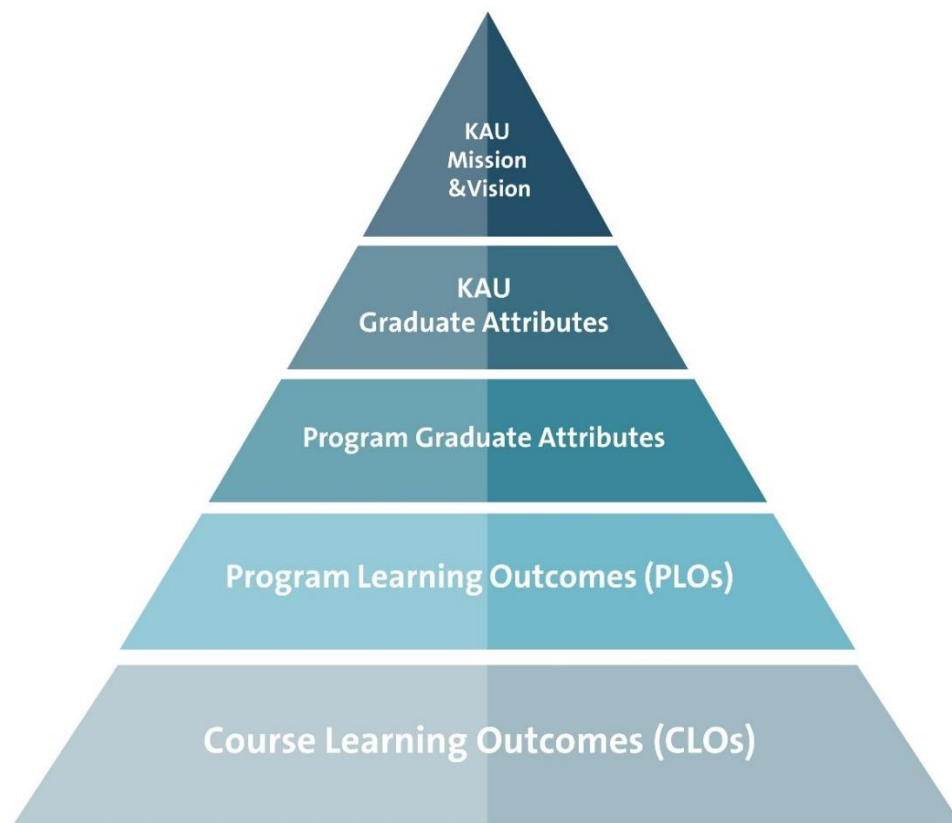 KAU
Mission
&Vision
KAU
Graduate Attributes
Program Graduate Attributes
Program Learning Outcomes (PLOs)
Course Learning Outcomes (CLOs)